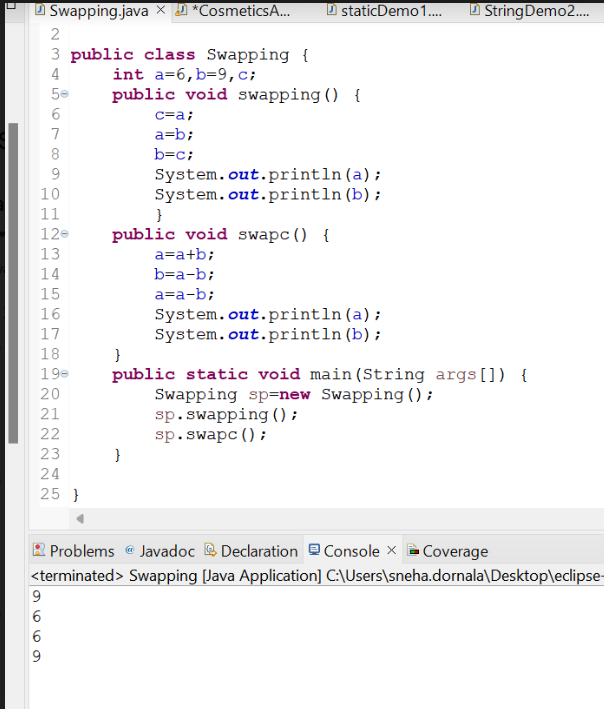 Swapping.java × *CosmeticsA... staticDemo1.... StringDemo2....
2
3 public class Swapping {
4 int a=6,b=9,c;
5 public void swapping() {
6 c=a;
7 a=b;
8 b=c;
9 System.out.println(a);
10 System.out.println(b);
11 }
12 public void swapc() {
13 a=a+b;
14 b=a-b;
15 a=a-b;
16 System.out.println(a);
17 System.out.println(b);
18 }
19 public static void main(String args[]) {
20 Swapping sp=new Swapping();
21 sp.swapping();
22 sp.swapc();
23 }
24
25 }
Problems @ Javadoc Declaration Console × Coverage
<terminated> Swapping [Java Application] C:\Users\sneha.dornala\Desktop\eclipse-
9
6
6
9